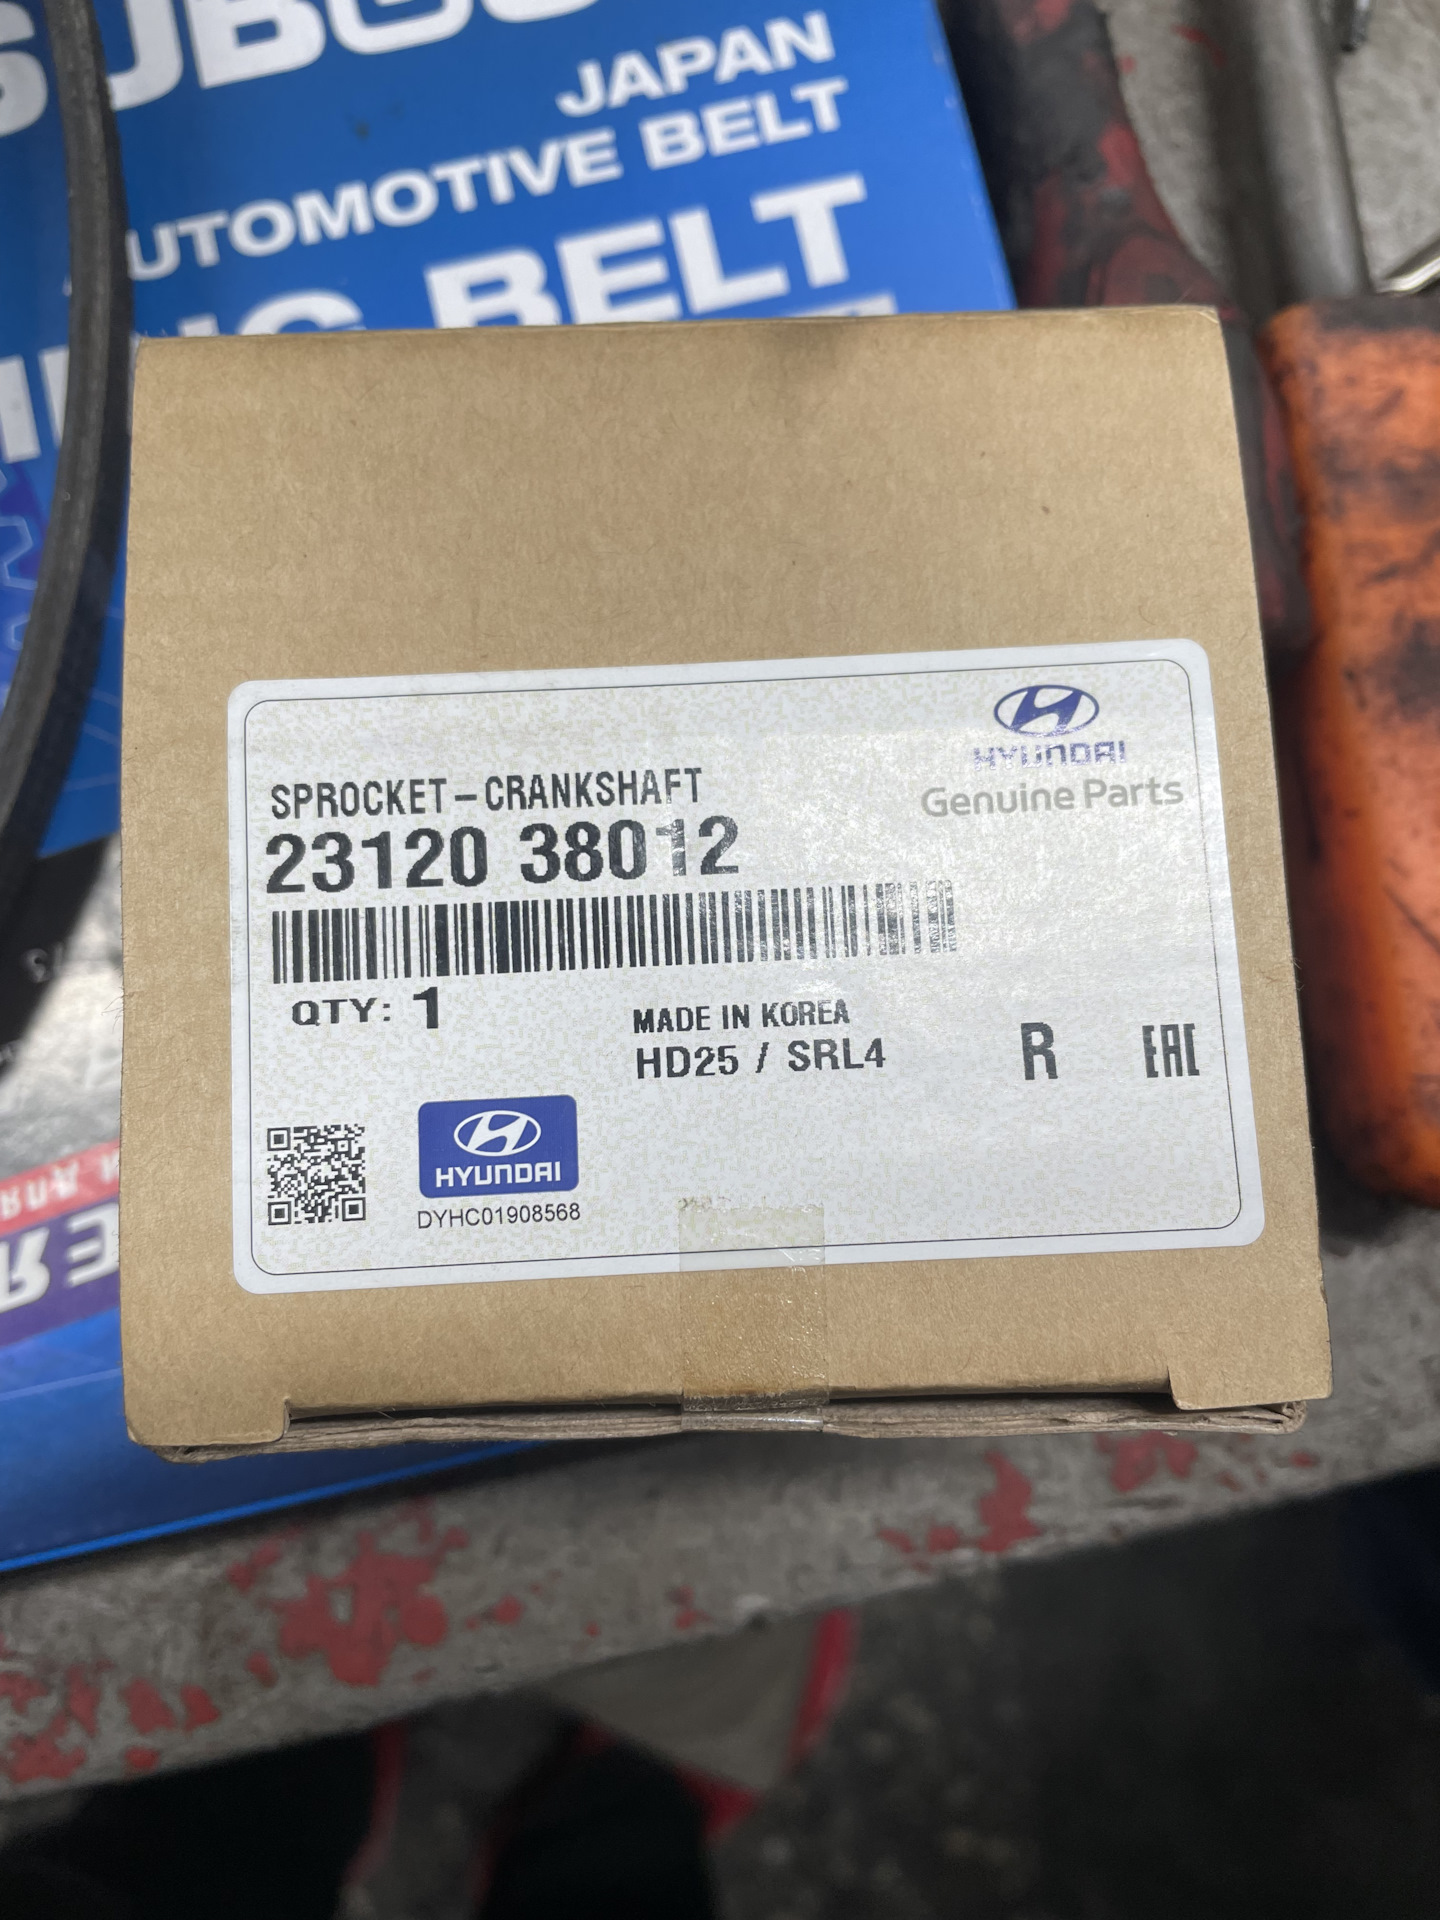 JAPAN
AUTOMOTIVE BELT
BELT
HYUNDAI
Genuine Parts
SPROCKET-CRANKSHAFT
23120 38012
QTY: 1
MADE IN KOREA
HD25 / SRL4
R
EAC
HYUNDAI
DYHC01908568